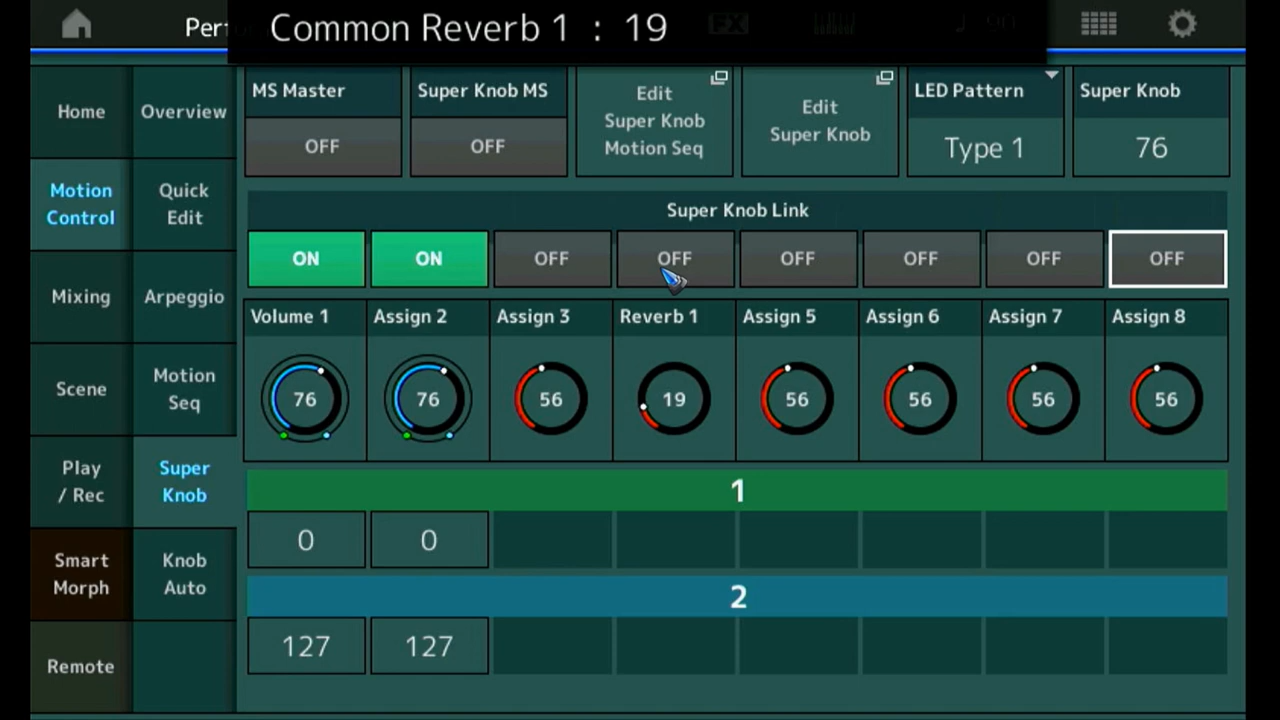 Perf
Common Reverb 1 : 19
FX
90
Home
Overview
MS Master
OFF
Super Knob MS
OFF
Edit
Super Knob
Motion Seq
Edit
Super Knob
LED Pattern
Type 1
Super Knob
76
Motion
Control
Quick
Edit
Super Knob Link
ON ON OFF OFF OFF OFF OFF OFF
Mixing
Arpeggio
Volume 1 Assign 2 Assign 3 Reverb 1 Assign 5 Assign 6 Assign 7 Assign 8
76 76 56 19 56 56 56 56
Scene
Motion
Seq
Play
/ Rec
Super
Knob
1
0 0
Smart
Morph
Knob
Auto
2
127 127
Remote